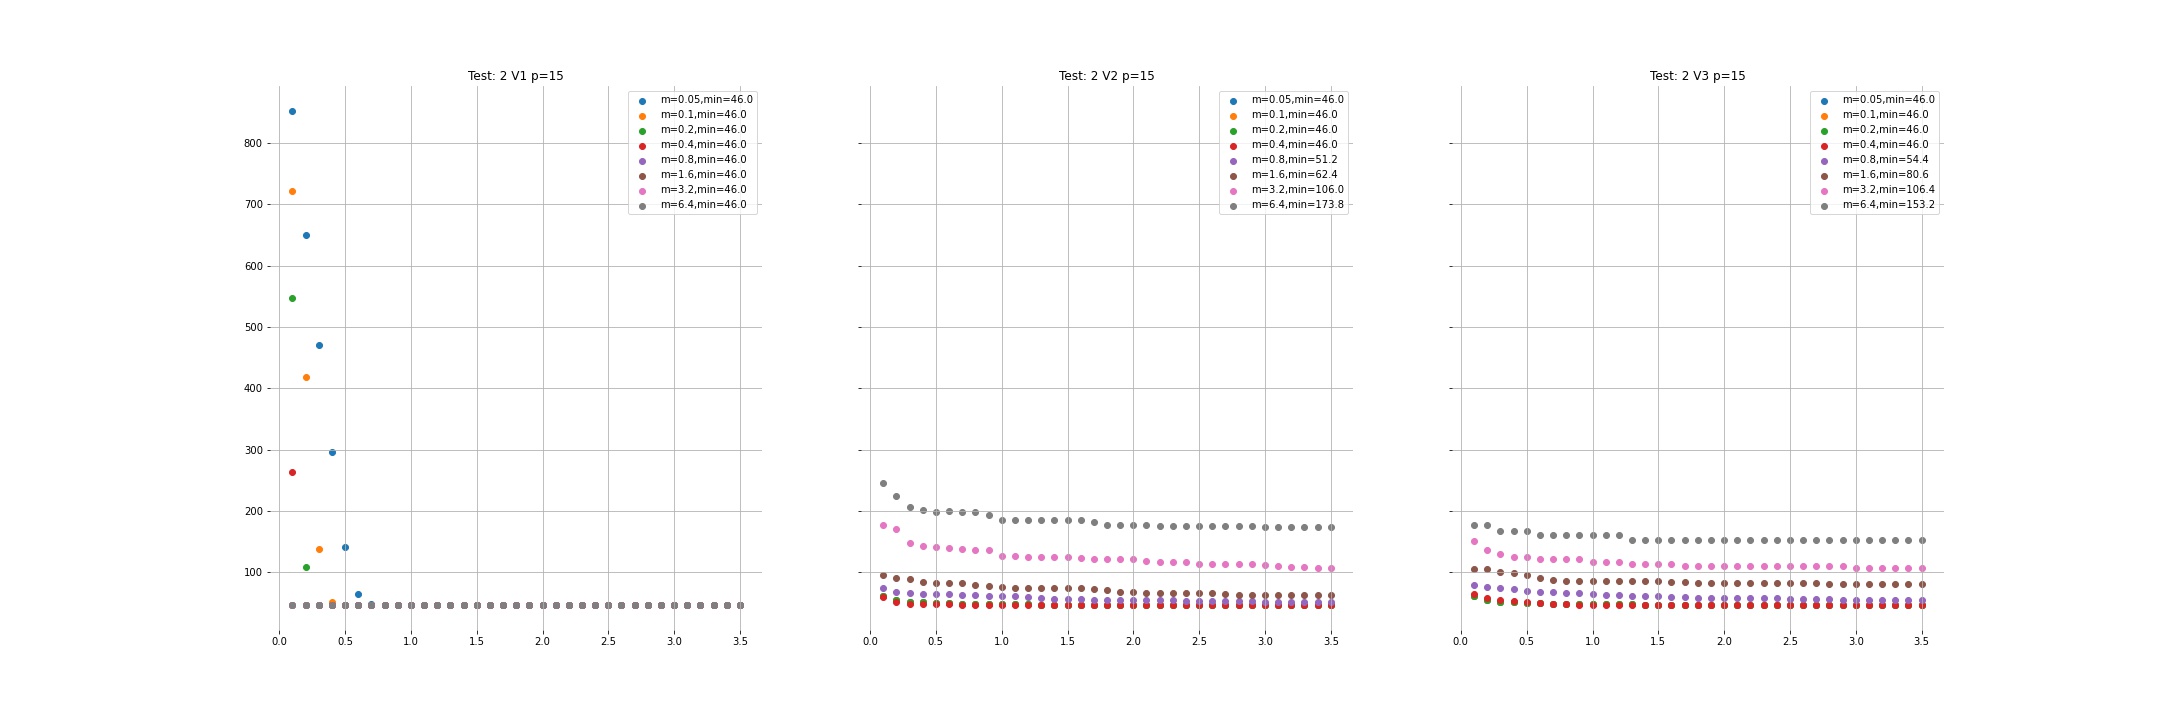 Test: 2 V1 p=15
m=0.05,min=46.0
m=0.1,min=46.0
m=0.2,min=46.0
m=0.4,min=46.0
m=0.8,min=46.0
m=1.6,min=46.0
m=3.2,min=46.0
m=6.4,min=46.0
800
700
600
500
400
300
200
100
0.0 0.5 1.0 1.5 2.0 2.5 3.0 3.5
Test: 2 V2 p=15
m=0.05,min=46.0
m=0.1,min=46.0
m=0.2,min=46.0
m=0.4,min=46.0
m=0.8,min=51.2
m=1.6,min=62.4
m=3.2,min=106.0
m=6.4,min=173.8
0.0 0.5 1.0 1.5 2.0 2.5 3.0 3.5
Test: 2 V3 p=15
m=0.05,min=46.0
m=0.1,min=46.0
m=0.2,min=46.0
m=0.4,min=46.0
m=0.8,min=54.4
m=1.6,min=80.6
m=3.2,min=106.4
m=6.4,min=153.2
0.0 0.5 1.0 1.5 2.0 2.5 3.0 3.5